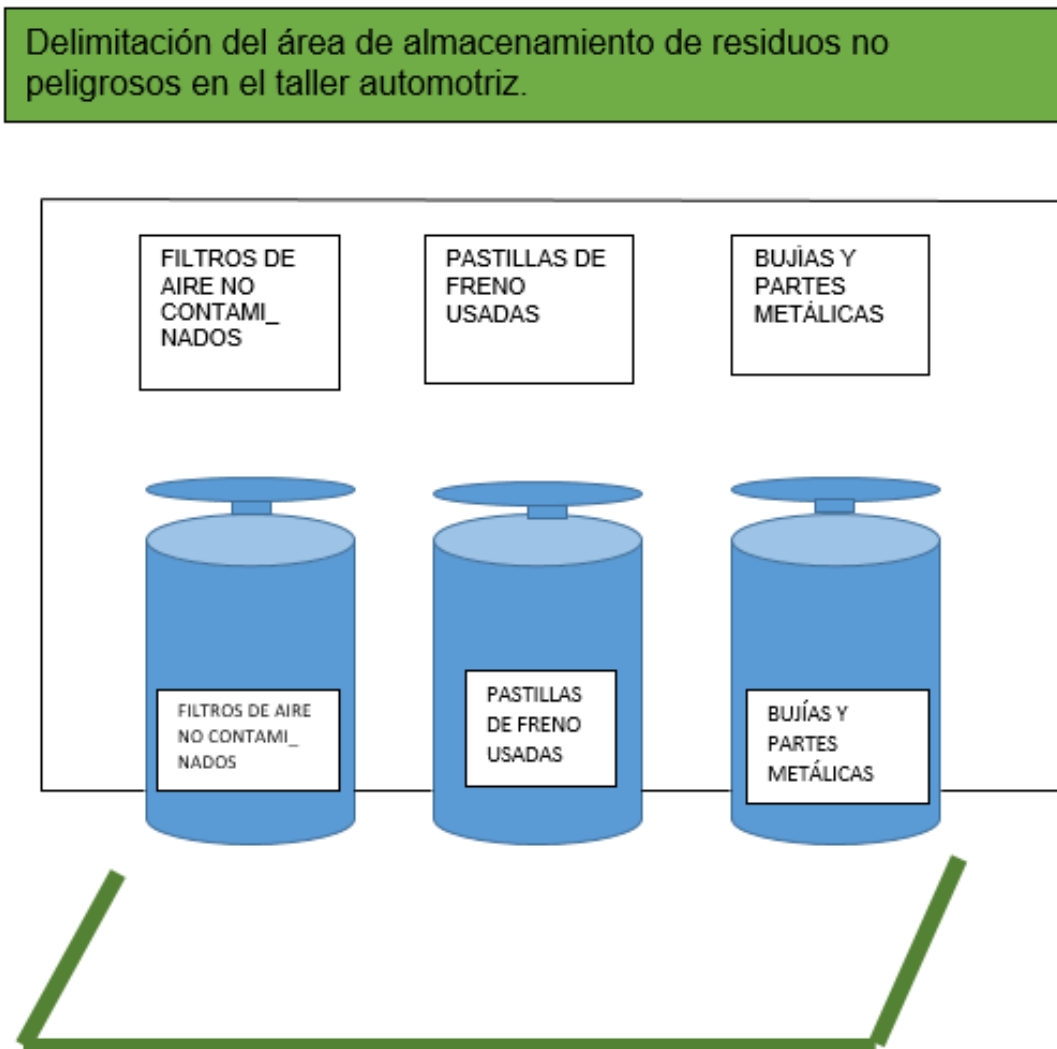 Delimitación del área de almacenamiento de residuos no
peligrosos en el taller automotriz.
FILTROS DE
AIRE NO
CONTAMI_
NADOS
PASTILLAS DE
FRENO
USADAS
BUJÍAS Y
PARTES
METÁLICAS
FILTROS DE AIRE
NO CONTAMI_
NADOS
PASTILLAS
DE FRENO
USADAS
BUJÍAS Y
PARTES
METÁLICAS